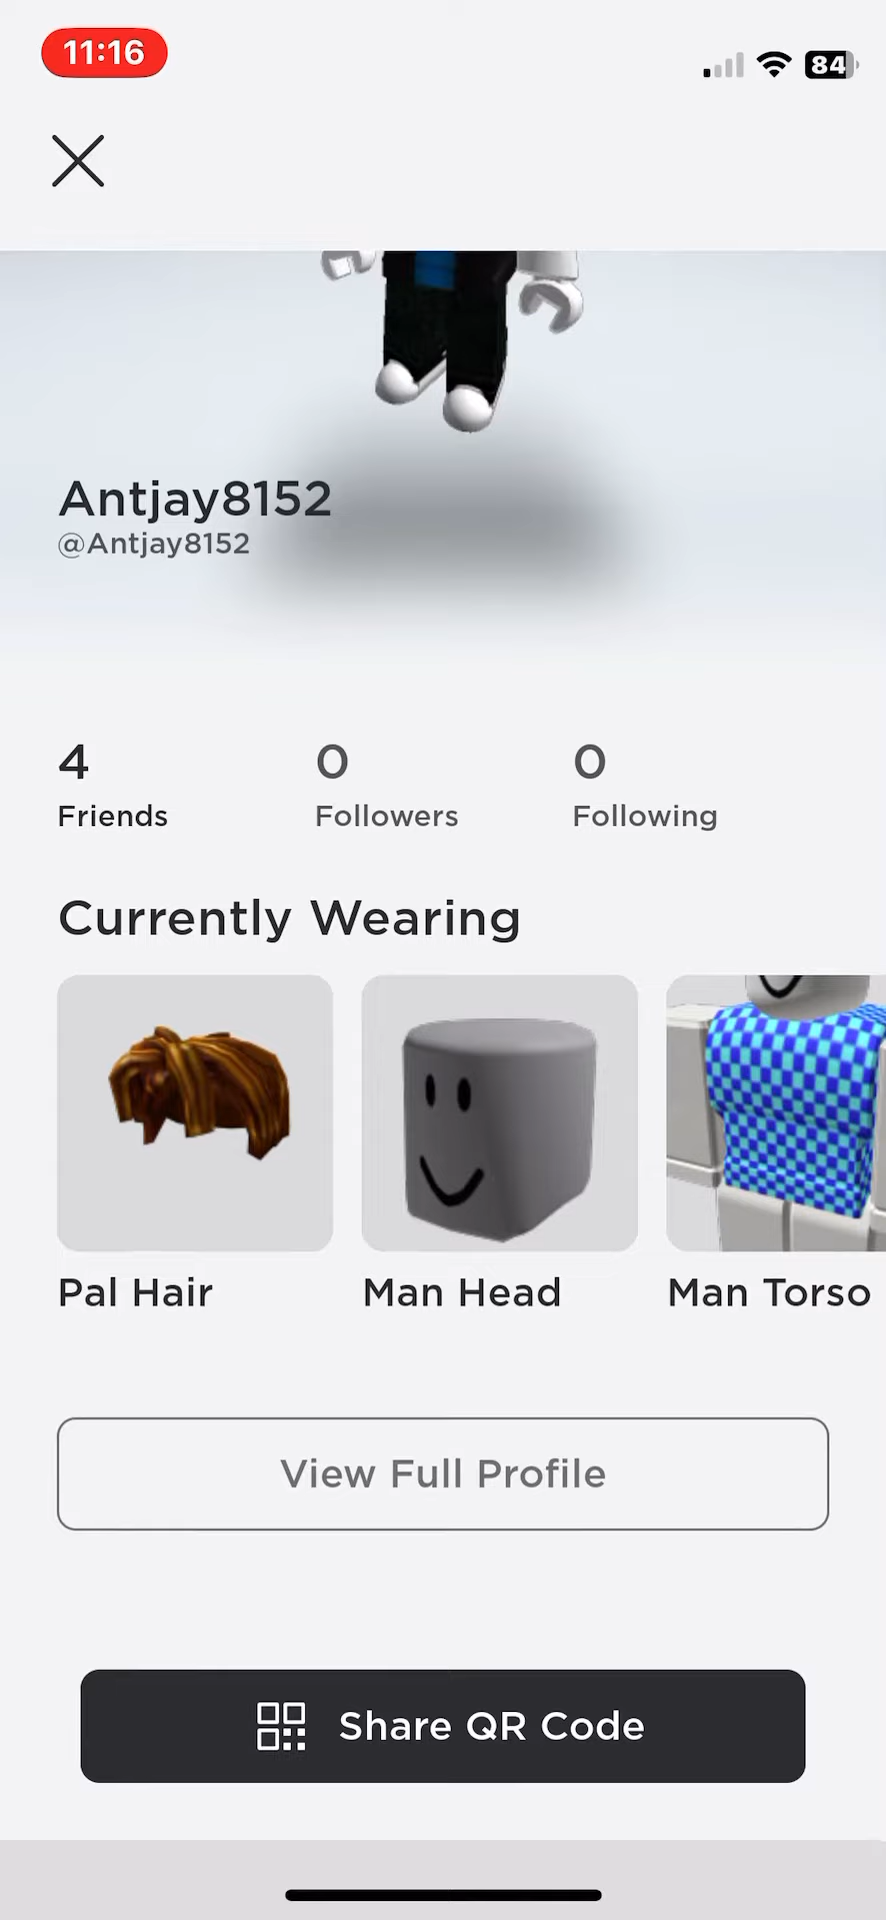 11:16
84
Antjay8152
@Antjay8152
4 0 0
Friends Followers Following
Currently Wearing
Pal Hair Man Head Man Torso
View Full Profile
Share QR Code